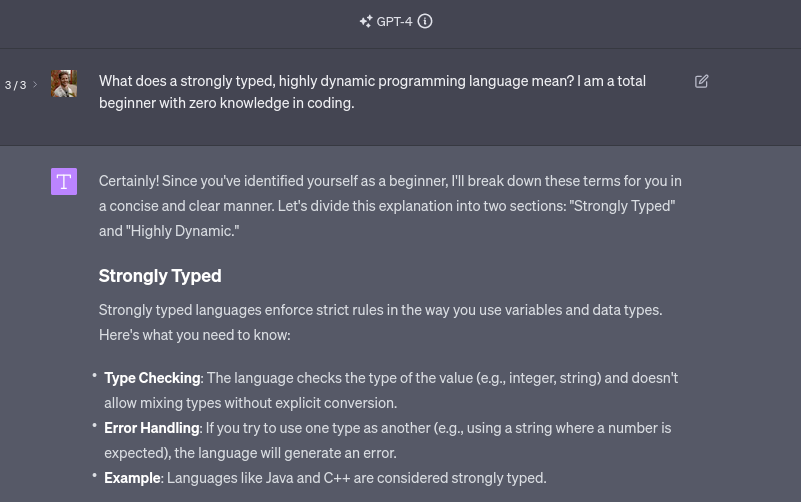 GPT-4
3 / 3
What does a strongly typed, highly dynamic programming language mean? I am a total
beginner with zero knowledge in coding.
T
Certainly! Since you've identified yourself as a beginner, I'll break down these terms for you in
a concise and clear manner. Let's divide this explanation into two sections: "Strongly Typed"
and "Highly Dynamic."
Strongly Typed
Strongly typed languages enforce strict rules in the way you use variables and data types.
Here's what you need to know:
• Type Checking: The language checks the type of the value (e.g., integer, string) and doesn't
allow mixing types without explicit conversion.
• Error Handling: If you try to use one type as another (e.g., using a string where a number is
expected), the language will generate an error.
• Example: Languages like Java and C++ are considered strongly typed.